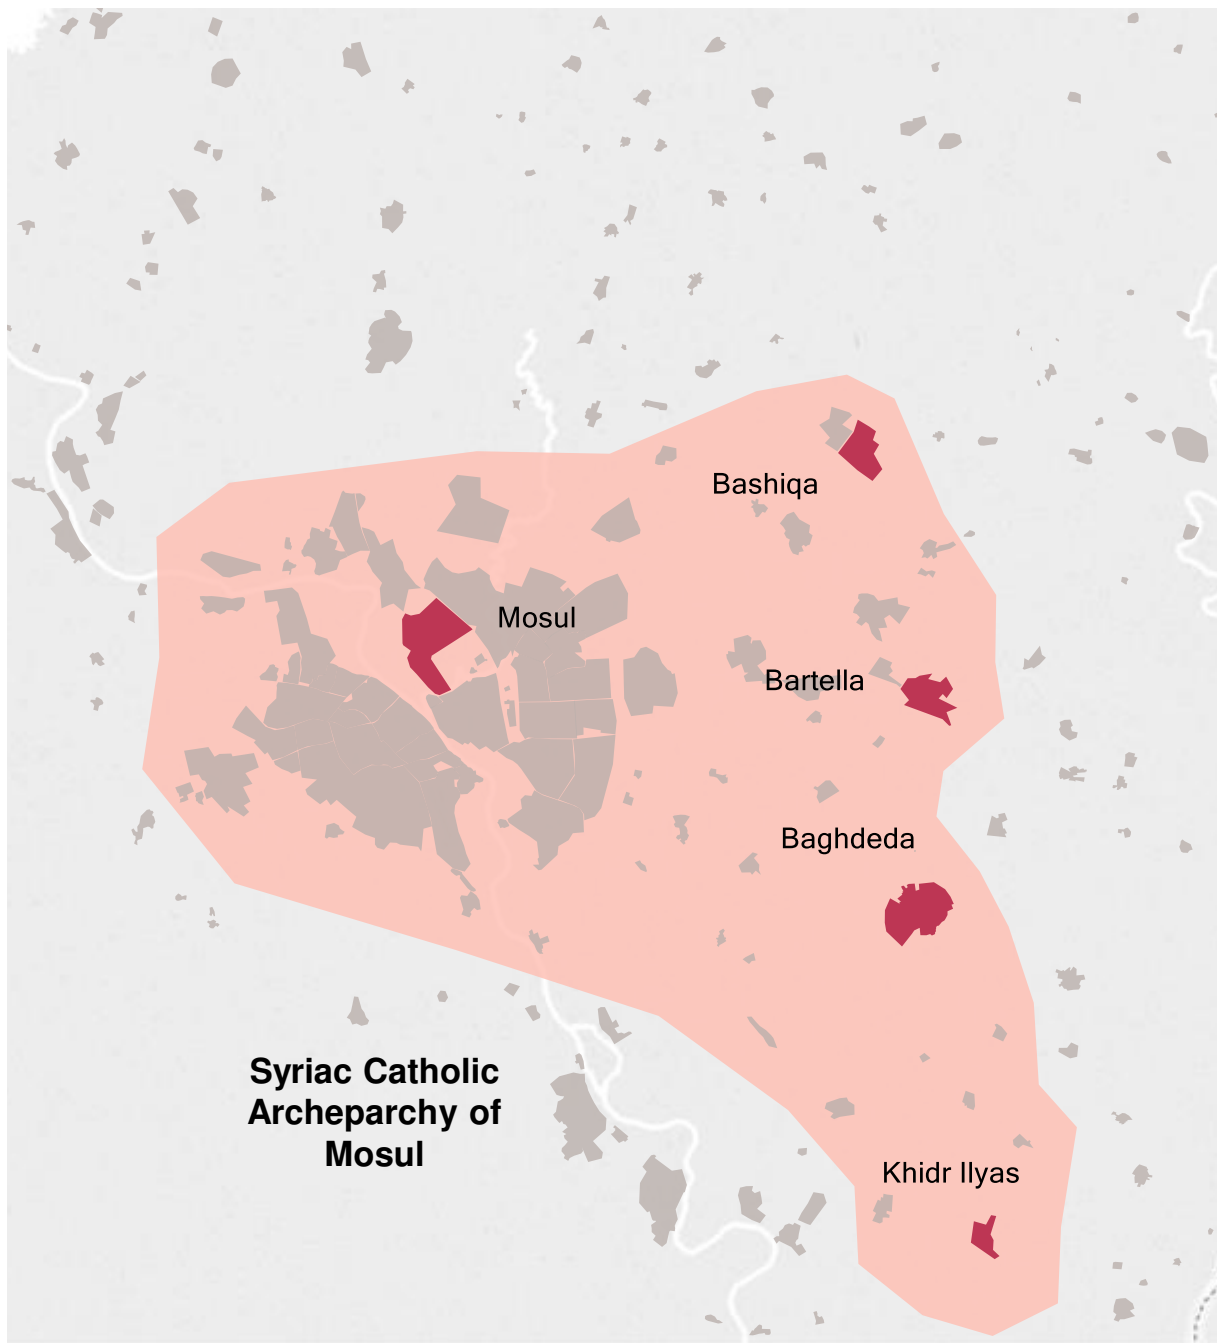 Bashiqa
Mosul
Bartella
Baghdeda
Syriac Catholic
Archeparchy of
Mosul
Khidr Ilyas